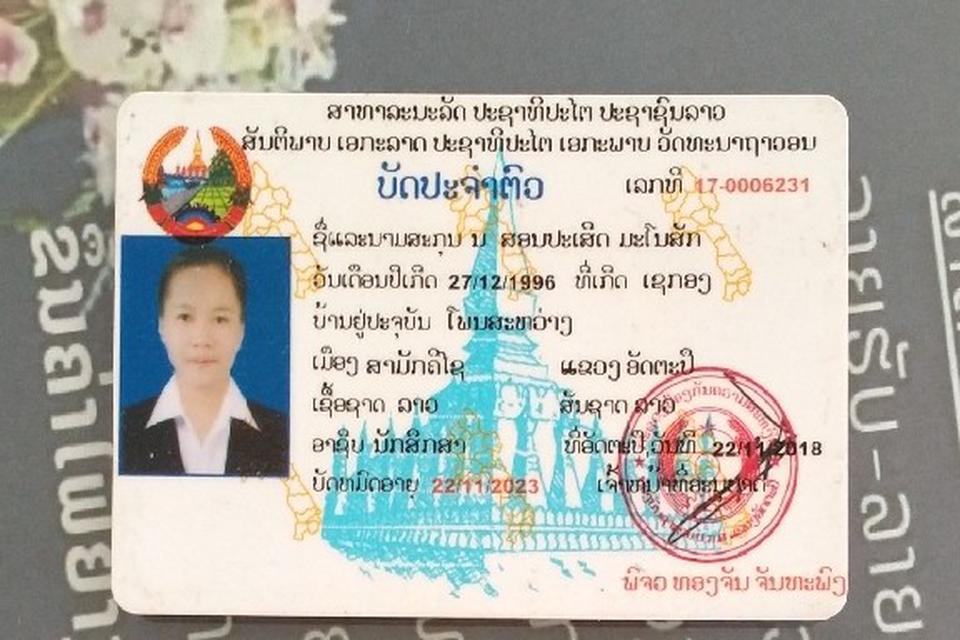 ສາທາລະນະລັດ ປະຊາທິປະໄຕ ປະຊາຊົນລາວ
ສັນຕິພາບ ເອກະລາດ ປະຊາທິປະໄຕ ເອກະພາບ ວັດທະນາຖາວອນ
ບັດປະຈຳຕົວ ເລກທີ 17-0006231
ຊື່ແລະນາມສະກຸນ ນ ສອນປະເສີດ ມະໂນສັກ
ວັນເດືອນປີເກີດ 27/12/1996 ທີ່ເກີດ ເຊກອງ
ບ້ານຢູ່ປະຈຸບັນ ໂພນສະຫວ່າງ
ເມືອງ ສາມັກຄີໄຊ ແຂວງ ອັດຕະປື
ເຊື້ອຊາດ ລາວ ສັນຊາດ ລາວ
ອາຊີບ ນັກສຶກສາ ທີ່ອັດຕະປື,ວັນທີ 22/11/2018
ບັດຫມົດອາຍຸ 22/11/2023 ເຈົ້າຫນ້າທີ່ອະນຸຍາດ
ພົຈວ ທອງຈັນ ຈັນທະພົງ